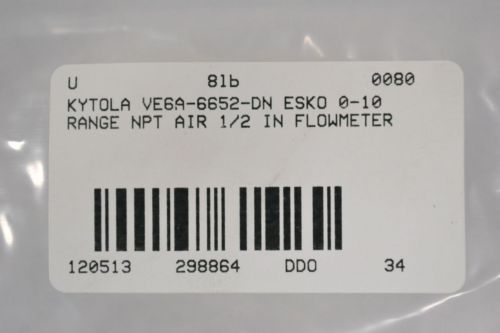 U 8lb 0080
KYTOLA VE6A-6652-DN ESKO 0-10
RANGE NPT AIR 1/2 IN FLOWMETER
120513 298864 DDO 34